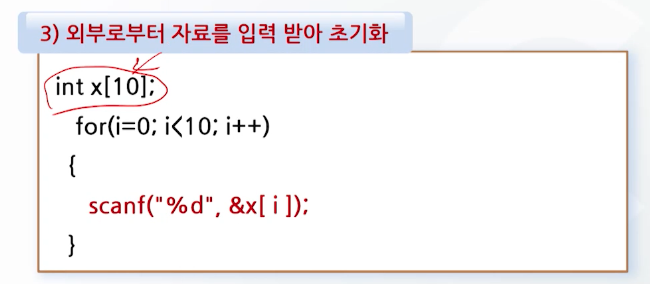 3) 외부로부터 자료를 입력 받아 초기화
int x[10];
for(i=0; i<10; i++)
{
scanf("%d", &x[ i ]);
}